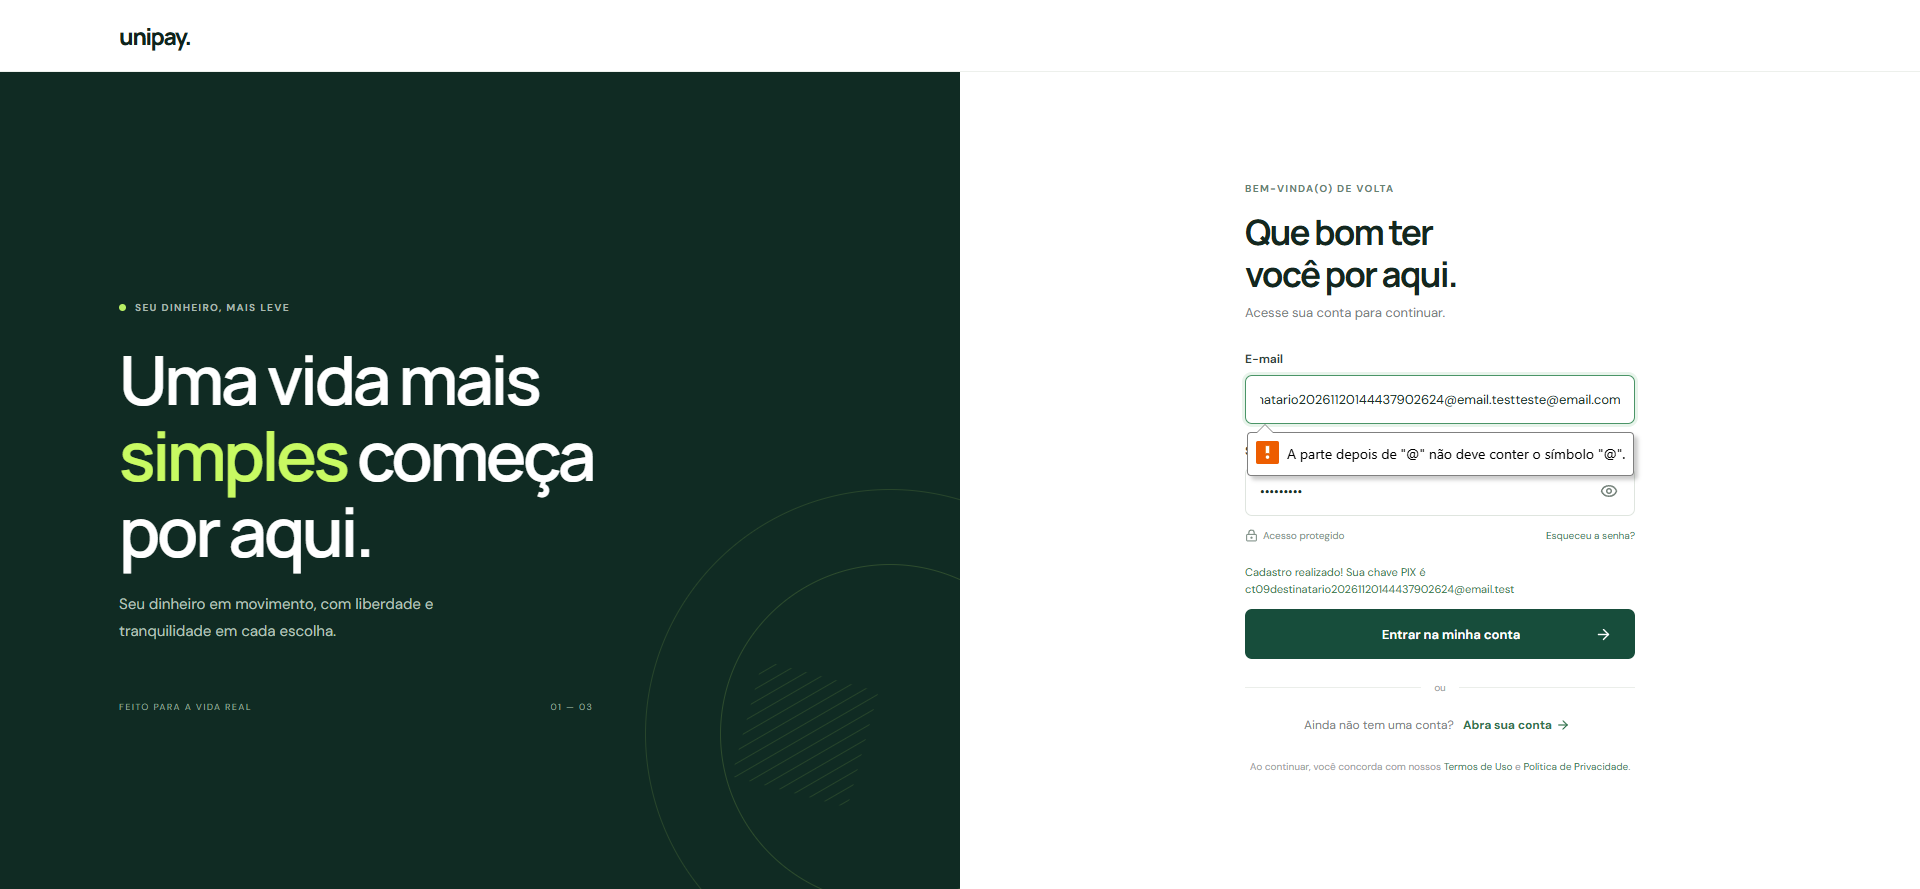 unipay.
SEU DINHEIRO, MAIS LEVE
Uma vida mais
simples começa
por aqui.
Seu dinheiro em movimento, com liberdade e
tranquilidade em cada escolha.
FEITO PARA A VIDA REAL
01 — 03
BEM-VINDA(O) DE VOLTA
Que bom ter
você por aqui.
Acesse sua conta para continuar.
E-mail
natario20261120144437902624@email.testteste@email.com
A parte depois de "@" não deve conter o símbolo "@".
•••••••••
Acesso protegido
Esqueceu a senha?
Cadastro realizado! Sua chave PIX é
ct09destinatario20261120144437902624@email.test
Entrar na minha conta →
ou
Ainda não tem uma conta? Abra sua conta →
Ao continuar, você concorda com nossos Termos de Uso e Política de Privacidade.